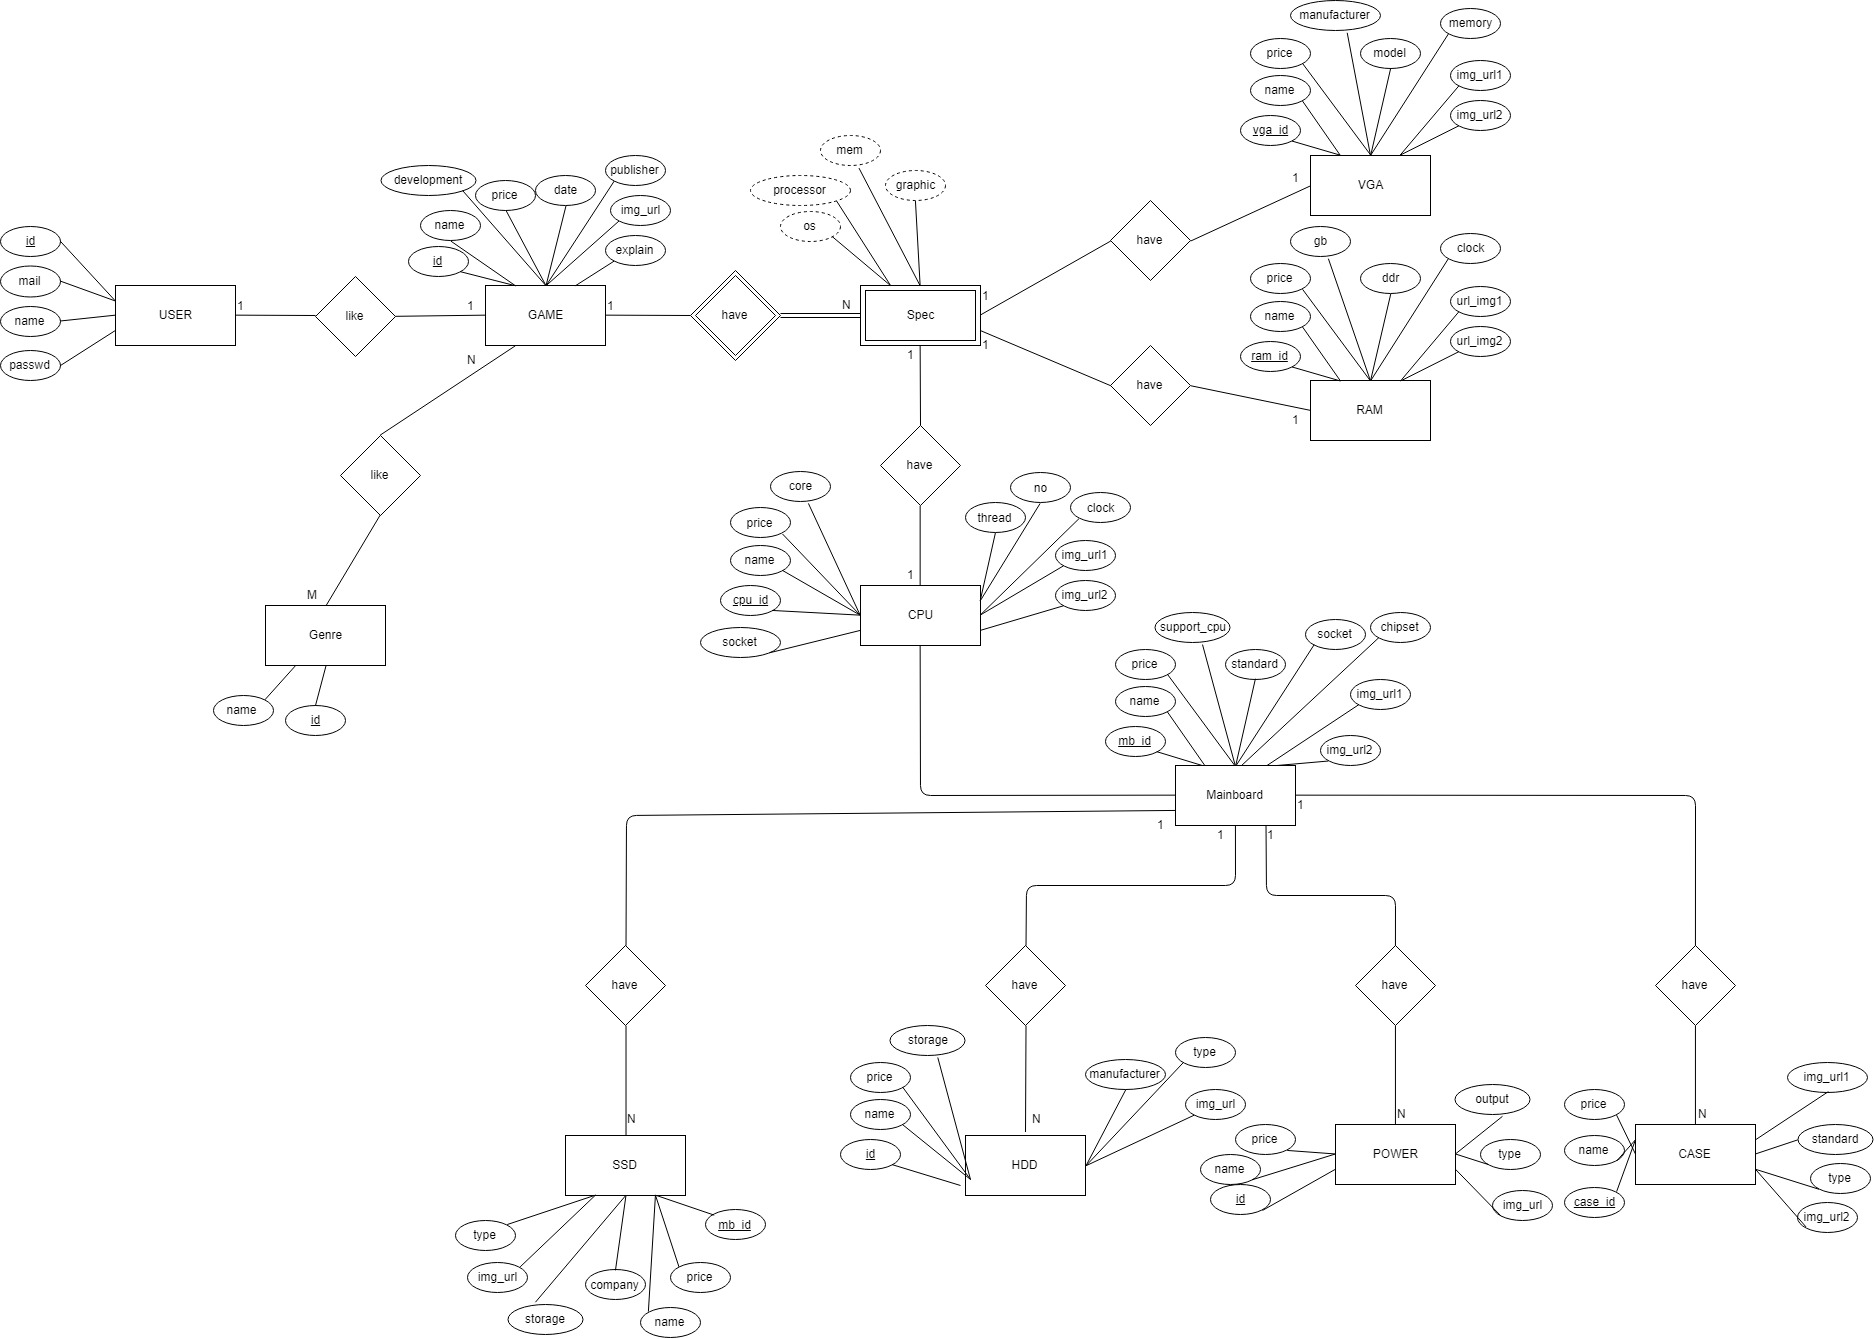 manufacturer
memory
price
model
name
img_url1
vga_id
img_url2
VGA
1
mem
processor
graphic
os
development
publisher
price
date
name
img_url
id
explain
id
mail
name
passwd
USER
1
like
1
GAME
1
have
N
Spec
1
1
1
have
gb
clock
price
ddr
name
url_img1
ram_id
url_img2
RAM
1
have
N
like
M
Genre
name
id
have
1
core
no
price
thread
clock
name
img_url1
cpu_id
img_url2
socket
CPU
support_cpu
socket
chipset
price
standard
name
img_url1
mb_id
img_url2
Mainboard
1
1
1
1
have
have
have
have
N
SSD
type
mb_id
img_url
company
price
storage
name
storage
price
manufacturer
type
name
img_url
id
N
HDD
N
output
price
POWER
type
name
id
img_url
N
img_url1
price
standard
name
CASE
type
case_id
img_url2